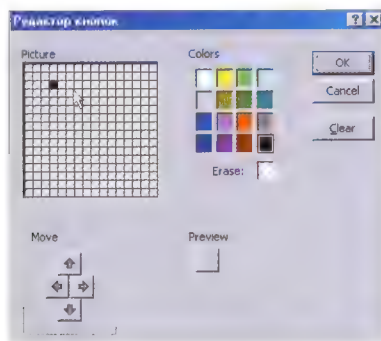 Редактор кнопок
Picture
Colors
OK
Cancel
Clear
Erase:
Move
Preview